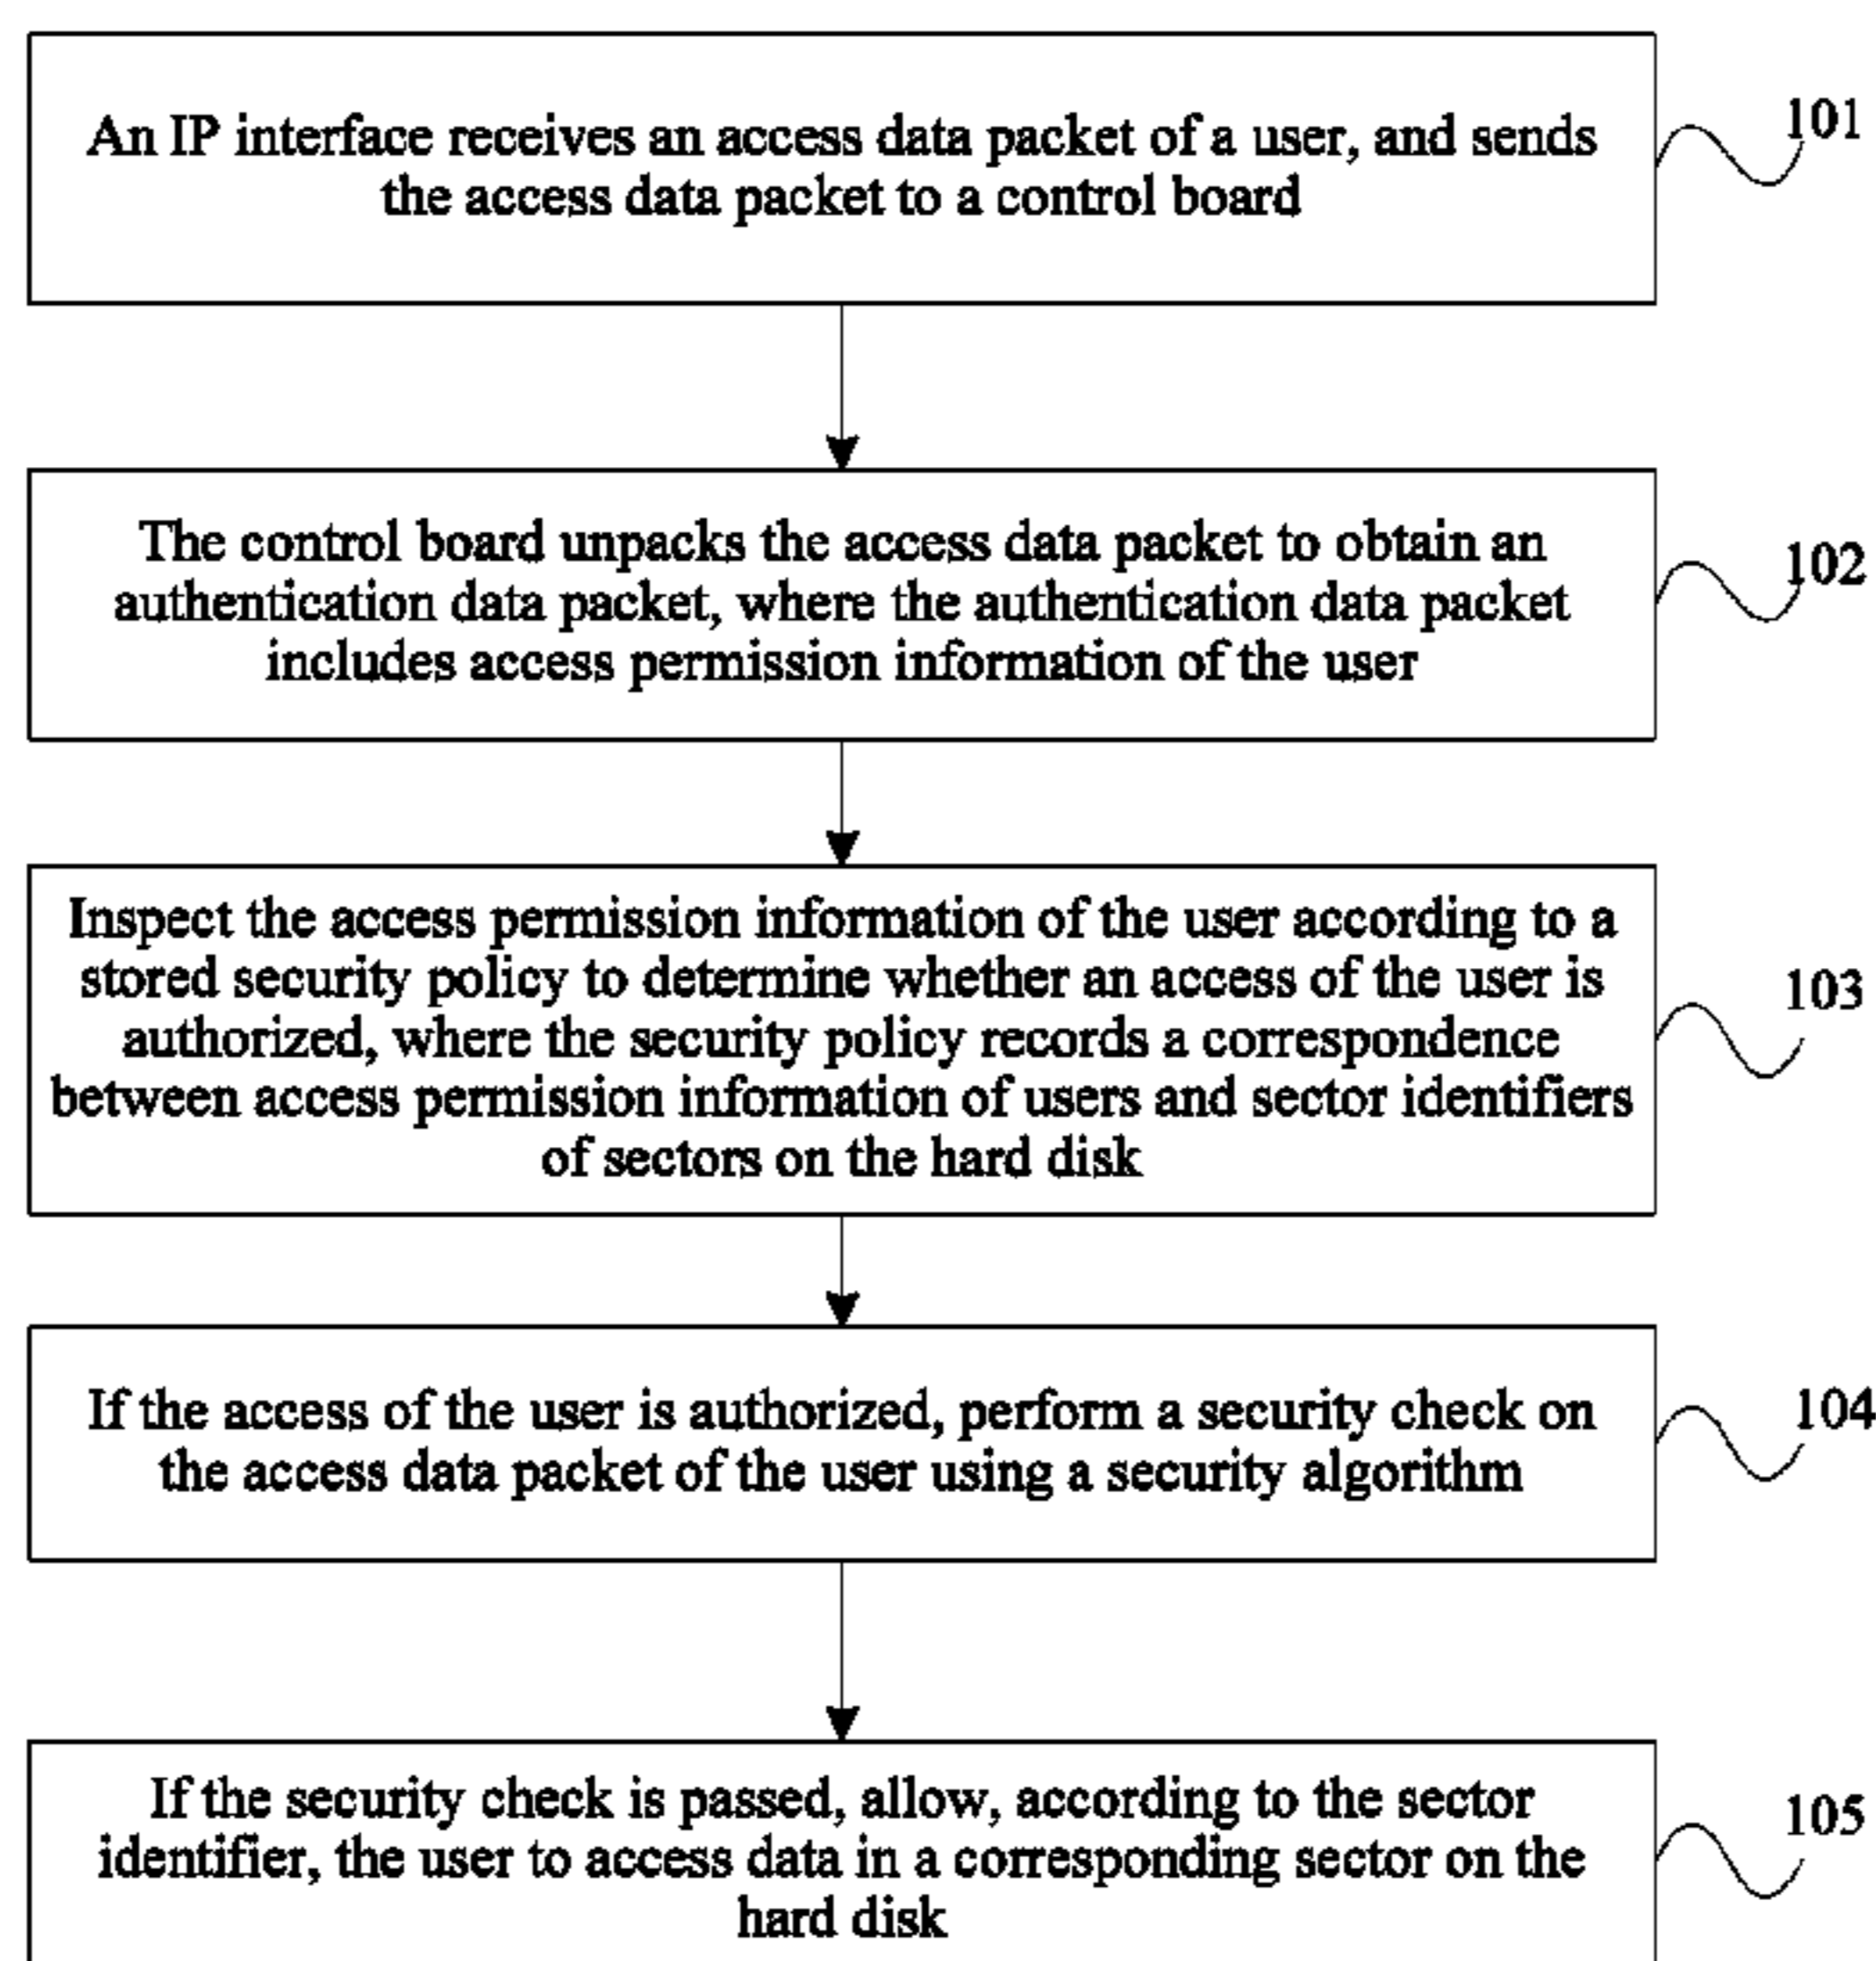 An IP interface receives an access data packet of a user, and sends
the access data packet to a control board
101
The control board unpacks the access data packet to obtain an
authentication data packet, where the authentication data packet
includes access permission information of the user
102
Inspect the access permission information of the user according to a
stored security policy to determine whether an access of the user is
authorized, where the security policy records a correspondence
between access permission information of users and sector identifiers
of sectors on the hard disk
103
If the access of the user is authorized, perform a security check on
the access data packet of the user using a security algorithm
104
If the security check is passed, allow, according to the sector
identifier, the user to access data in a corresponding sector on the
hard disk
105